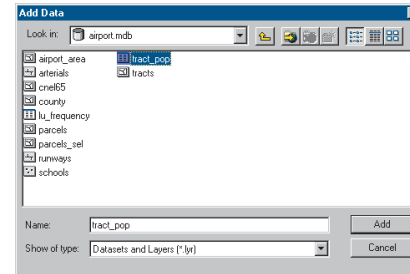 Add Data
Look in: airport.mdb
airport_area
arterials
cnel65
county
lu_frequency
parcels
parcels_sel
runways
schools
tract_pop
tracts
Name: tract_pop Add
Show of type: Datasets and Layers (*.lyr) Cancel